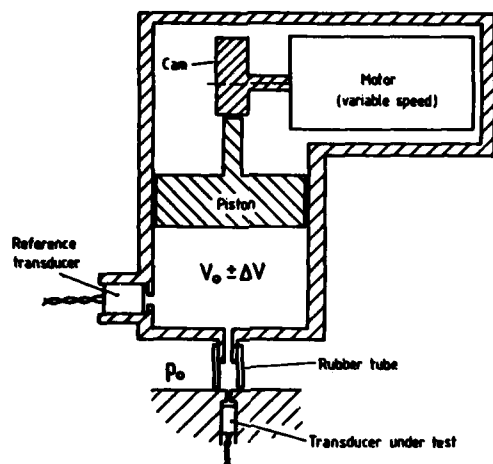 Cam
Motor
(variable speed)
Piston
Reference
transducer
V₀ ± ΔV
p₀
Rubber tube
Transducer under test